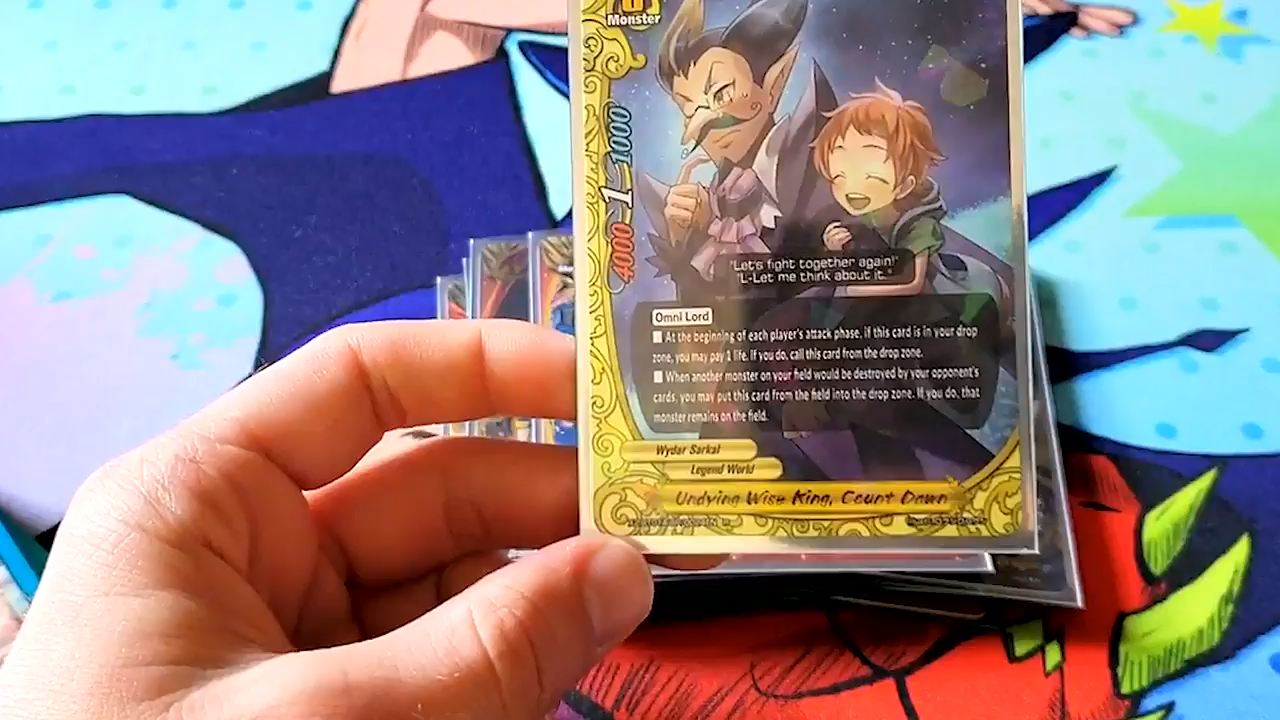 Monster
4000 1 1000
"Let's fight together again!"
"L-Let me think about it."
Omni Lord
■ At the beginning of each player's attack phase, if this card is in your drop
zone, you may pay 1 life. If you do, call this card from the drop zone.
■ When another monster on your field would be destroyed by your opponent's
cards, you may put this card from the field into the drop zone. If you do, that
monster remains on the field.
Wydar Sarkal
Legend World
Undying Wise King, Count Dawn